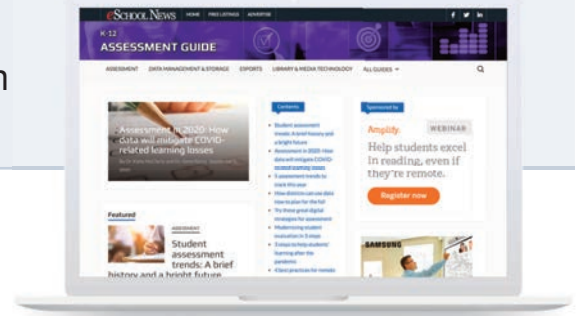 n
eSCHOOL NEWS HOME FREE LISTINGS ADVERTISE
K-12
ASSESSMENT GUIDE
ASSESSMENT DATA MANAGEMENT & STORAGE ESPORTS LIBRARY & MEDIA TECHNOLOGY ALL GUIDES
Assessment in 2020: How
data will mitigate COVID-
related learning losses
Featured
ASSESSMENT
Student
assessment
trends: A brief
history and a bright future
Contents
Student assessment
trends: A brief history and
a bright future
Assessment in 2020: How
data will mitigate COVID-
related learning losses
5 assessment trends to
track this year
How districts can use data
now to plan for the fall
Try these great digital
strategies for assessment
Modernizing student
evaluation in 3 steps
3 steps to help students'
learning after the
pandemic
4 best practices for remote
Sponsored by
Amplify. WEBINAR
Help students excel
in reading, even if
they're remote.
Register now
SAMSUNG